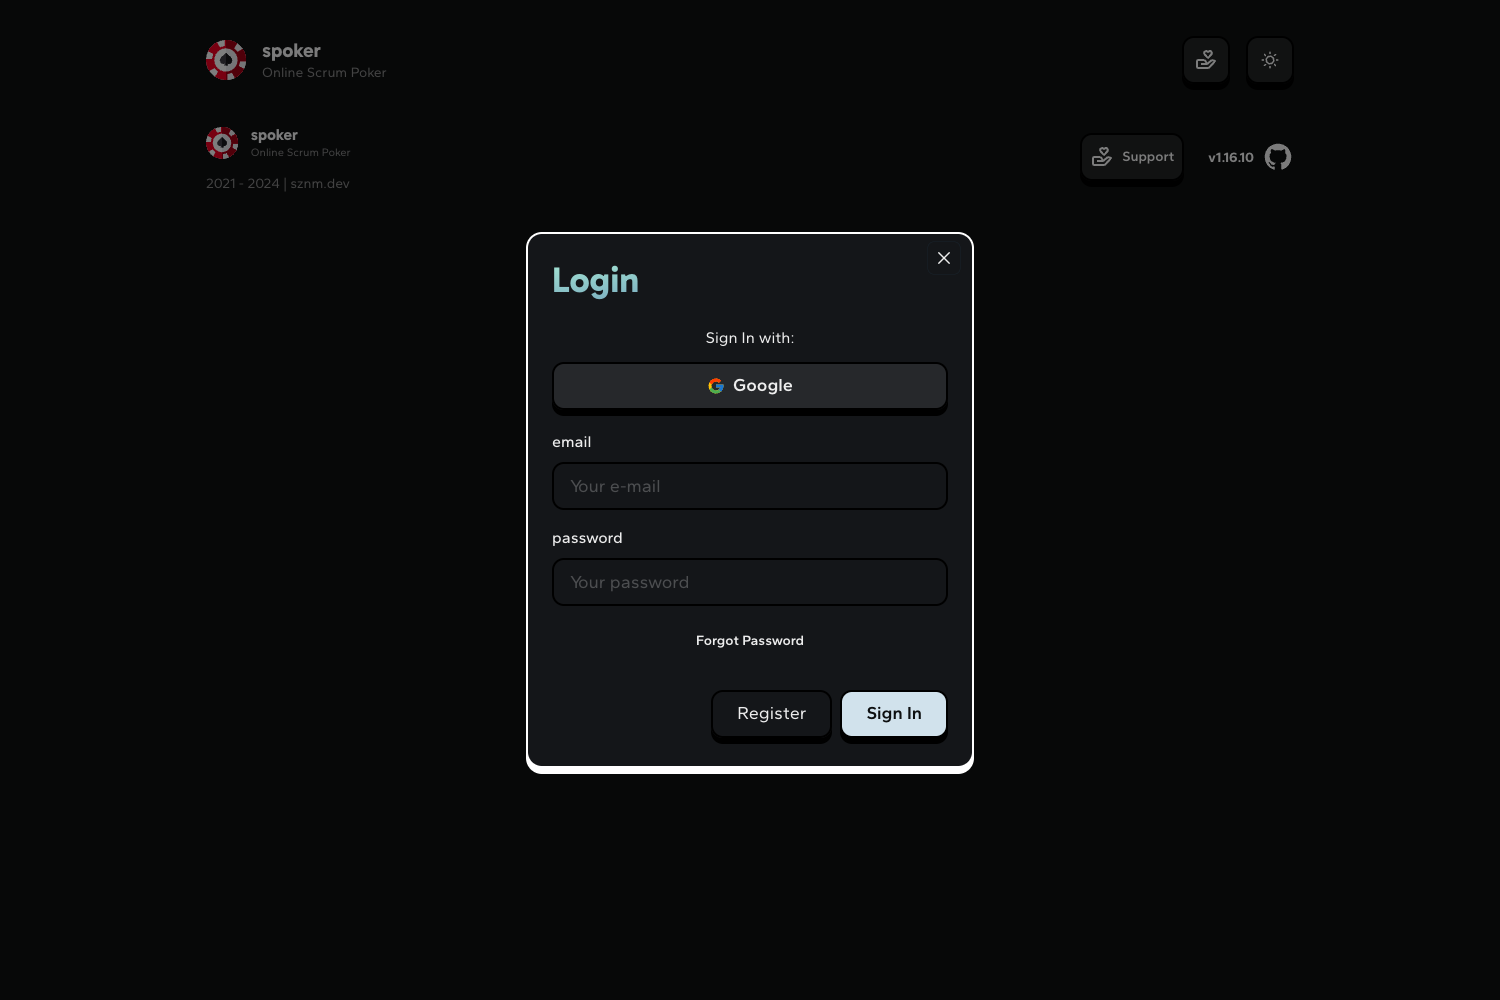 spoker
Online Scrum Poker
spoker
Online Scrum Poker
2021 - 2024 | sznm.dev
Support
v1.16.10
Login
Sign In with:
Google
email
Your e-mail
password
Your password
Forgot Password
Register
Sign In